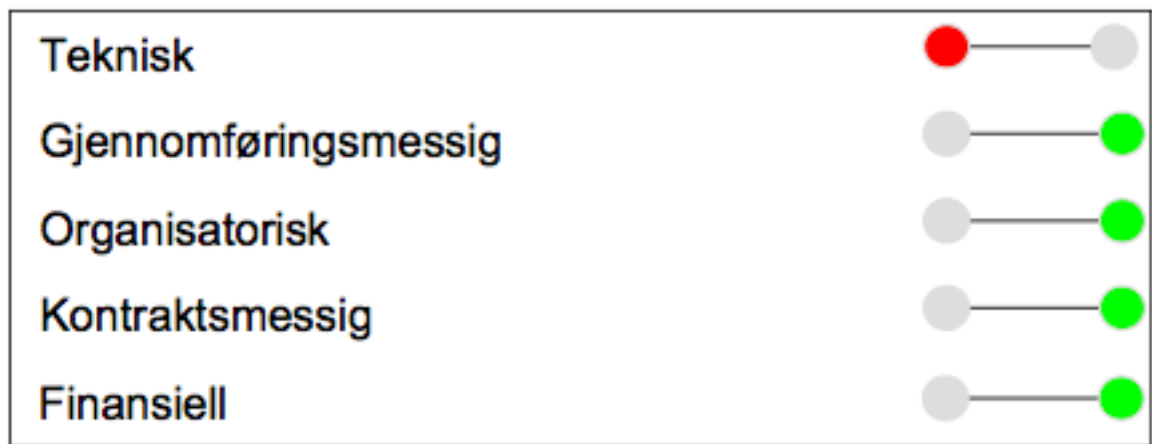 Teknisk
Gjennomføringsmessig
Organisatorisk
Kontraktsmessig
Finansiell